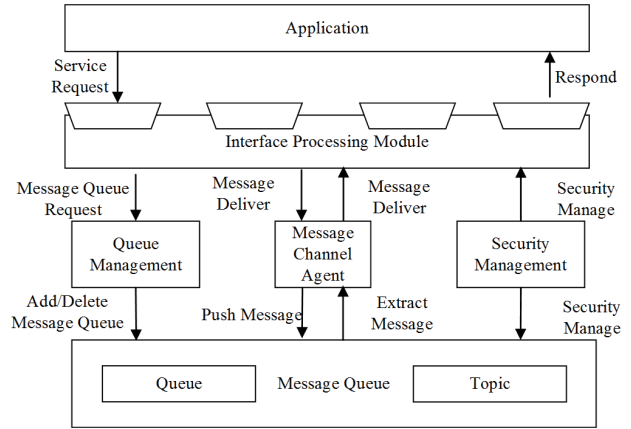 Application
Service
Request
Respond
Interface Processing Module
Message Queue
Request
Message
Deliver
Message
Deliver
Security
Manage
Queue
Management
Message
Channel
Agent
Security
Management
Add/Delete
Message Queue
Push Message
Extract
Message
Security
Manage
Queue
Message Queue
Topic